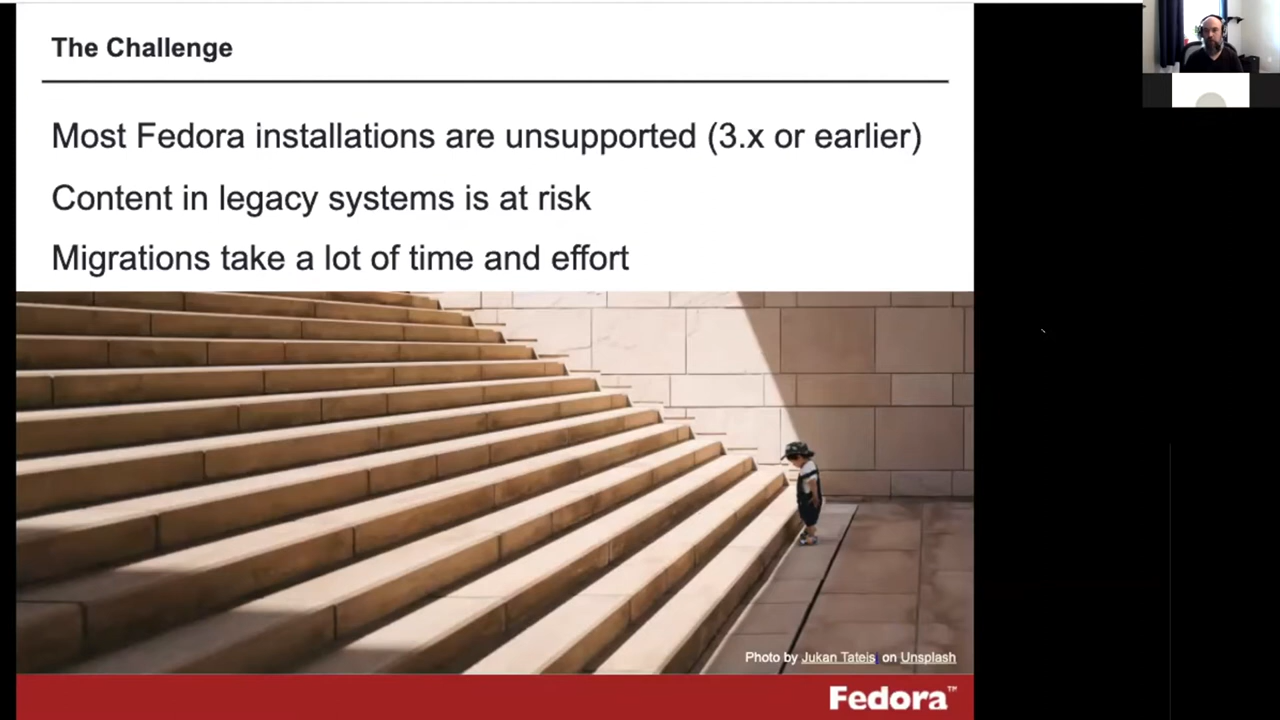 The Challenge
Most Fedora installations are unsupported (3.x or earlier)
Content in legacy systems is at risk
Migrations take a lot of time and effort
Photo by Jukan Tateisi on Unsplash
Fedora™